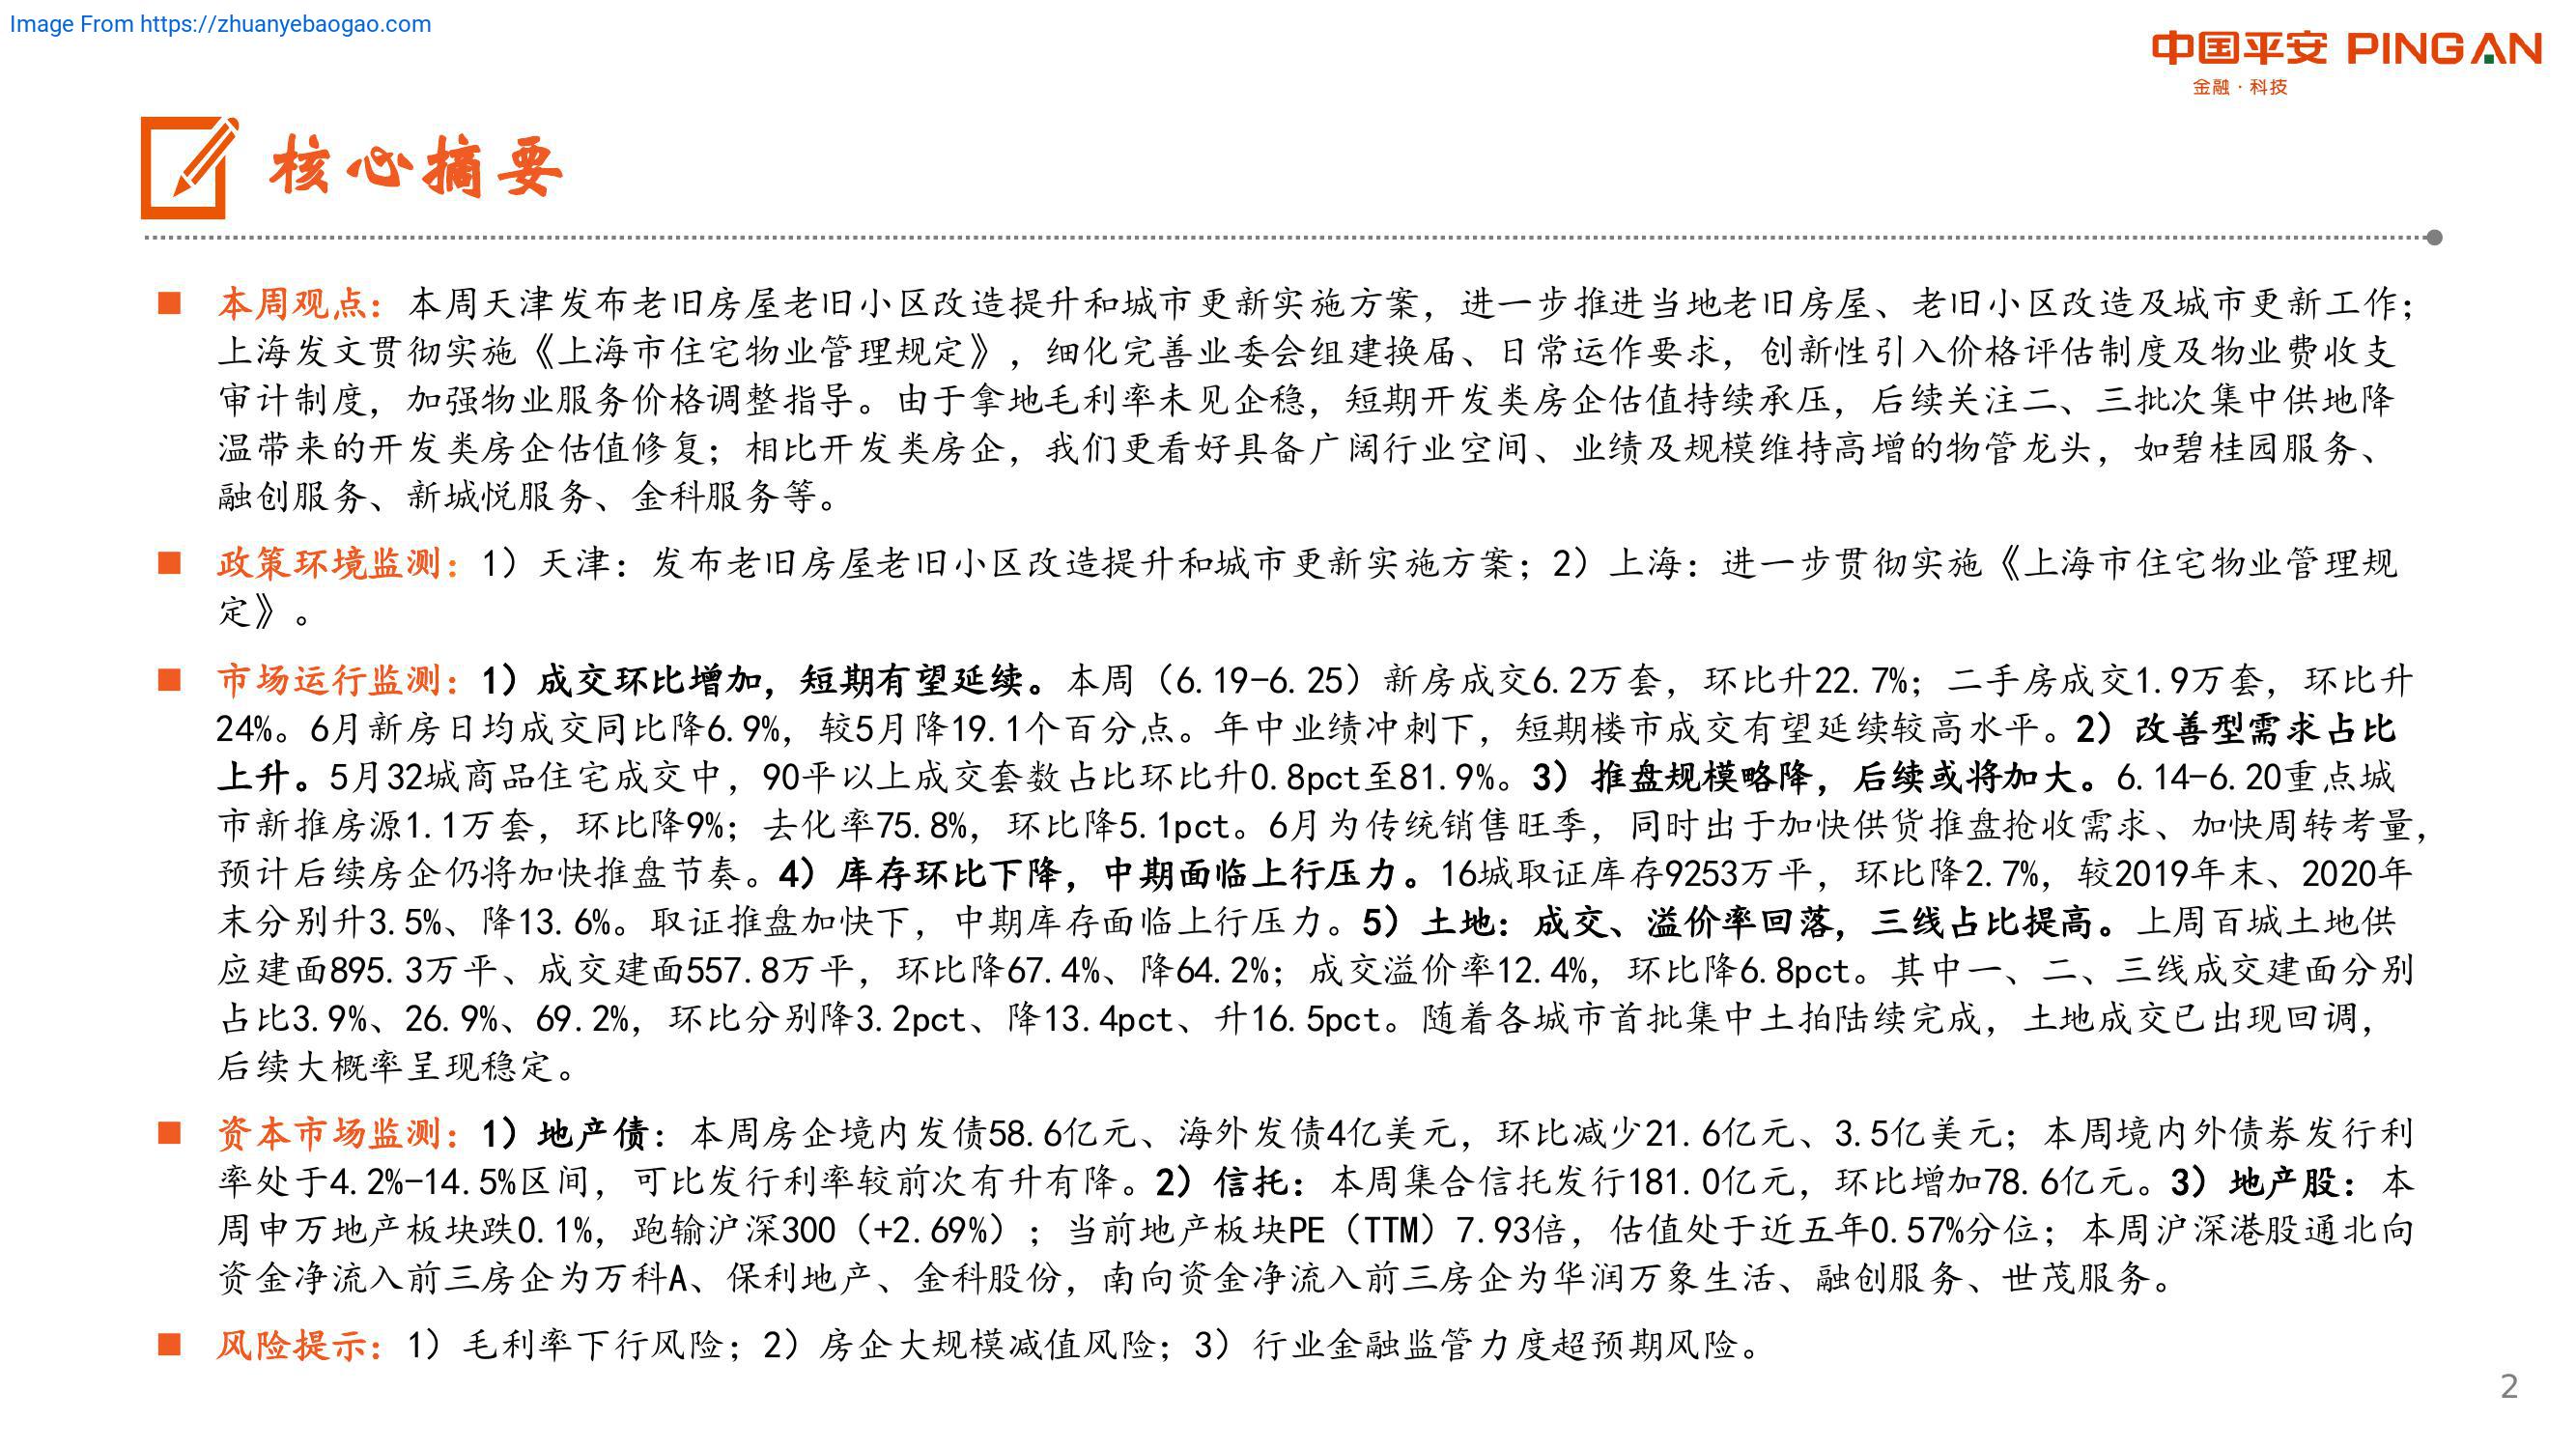 Image From https://zhuanyebaogao.com
中国平安 PINGAN
金融·科技
核心摘要
■ 本周观点：本周天津发布老旧房屋老旧小区改造提升和城市更新实施方案，进一步推进当地老旧房屋、老旧小区改造及城市更新工作；
上海发文贯彻实施《上海市住宅物业管理规定》，细化完善业委会组建换届、日常运作要求，创新性引入价格评估制度及物业费收支
审计制度，加强物业服务价格调整指导。由于拿地毛利率未见企稳，短期开发类房企估值持续承压，后续关注二、三批次集中供地降
温带来的开发类房企估值修复；相比开发类房企，我们更看好具备广阔行业空间、业绩及规模维持高增的物管龙头，如碧桂园服务、
融创服务、新城悦服务、金科服务等。
■ 政策环境监测：1）天津：发布老旧房屋老旧小区改造提升和城市更新实施方案；2）上海：进一步贯彻实施《上海市住宅物业管理规
定》。
■ 市场运行监测：1）成交环比增加，短期有望延续。本周（6.19-6.25）新房成交6.2万套，环比升22.7%；二手房成交1.9万套，环比升
24%。6月新房日均成交同比降6.9%，较5月降19.1个百分点。年中业绩冲刺下，短期楼市成交有望延续较高水平。2）改善型需求占比
上升。5月32城商品住宅成交中，90平以上成交套数占比环比升0.8pct至81.9%。3）推盘规模略降，后续或将加大。6.14-6.20重点城
市新推房源1.1万套，环比降9%；去化率75.8%，环比降5.1pct。6月为传统销售旺季，同时出于加快供货推盘抢收需求、加快周转考量，
预计后续房企仍将加快推盘节奏。4）库存环比下降，中期面临上行压力。16城取证库存9253万平，环比降2.7%，较2019年末、2020年
末分别升3.5%、降13.6%。取证推盘加快下，中期库存面临上行压力。5）土地：成交、溢价率回落，三线占比提高。上周百城土地供
应建面895.3万平、成交建面557.8万平，环比降67.4%、降64.2%；成交溢价率12.4%，环比降6.8pct。其中一、二、三线成交建面分别
占比3.9%、26.9%、69.2%，环比分别降3.2pct、降13.4pct、升16.5pct。随着各城市首批集中土拍陆续完成，土地成交已出现回调，
后续大概率呈现稳定。
■ 资本市场监测：1）地产债：本周房企境内发债58.6亿元、海外发债4亿美元，环比减少21.6亿元、3.5亿美元；本周境内外债券发行利
率处于4.2%-14.5%区间，可比发行利率较前次有升有降。2）信托：本周集合信托发行181.0亿元，环比增加78.6亿元。3）地产股：本
周申万地产板块跌0.1%，跑输沪深300（+2.69%）；当前地产板块PE（TTM）7.93倍，估值处于近五年0.57%分位；本周沪深港股通北向
资金净流入前三房企为万科A、保利地产、金科股份，南向资金净流入前三房企为华润万象生活、融创服务、世茂服务。
■ 风险提示：1）毛利率下行风险；2）房企大规模减值风险；3）行业金融监管力度超预期风险。
2